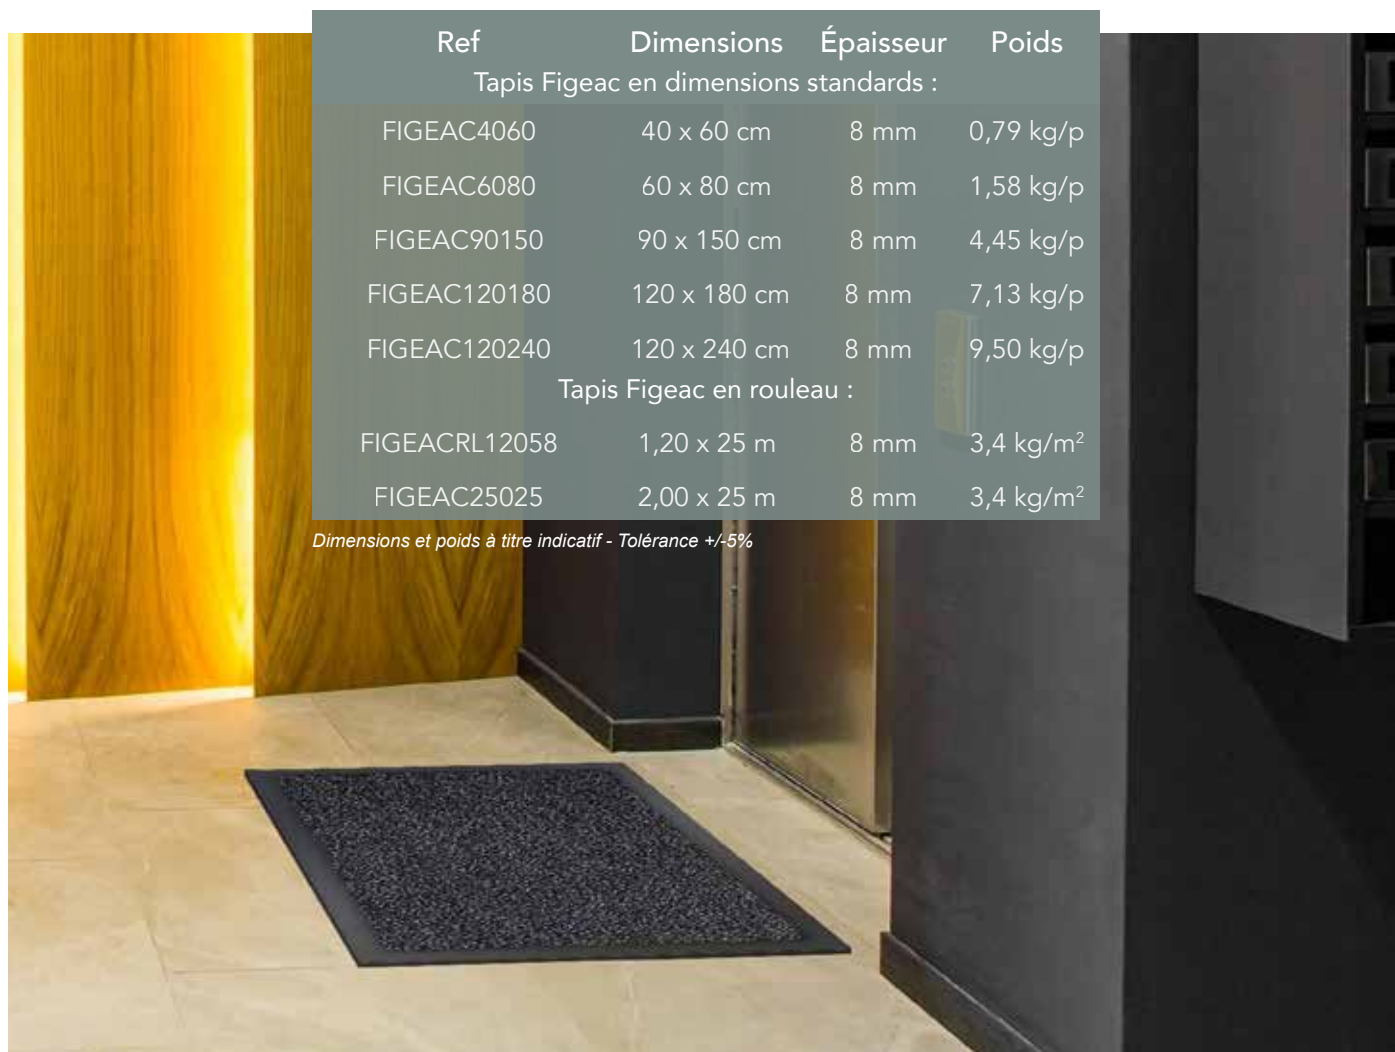 Ref Dimensions Épaisseur Poids
Tapis Figeac en dimensions standards :
FIGEAC4060 40 x 60 cm 8 mm 0,79 kg/p
FIGEAC6080 60 x 80 cm 8 mm 1,58 kg/p
FIGEAC90150 90 x 150 cm 8 mm 4,45 kg/p
FIGEAC120180 120 x 180 cm 8 mm 7,13 kg/p
FIGEAC120240 120 x 240 cm 8 mm 9,50 kg/p
Tapis Figeac en rouleau :
FIGEACRL12058 1,20 x 25 m 8 mm 3,4 kg/m²
FIGEAC25025 2,00 x 25 m 8 mm 3,4 kg/m²
Dimensions et poids à titre indicatif - Tolérance +/-5%